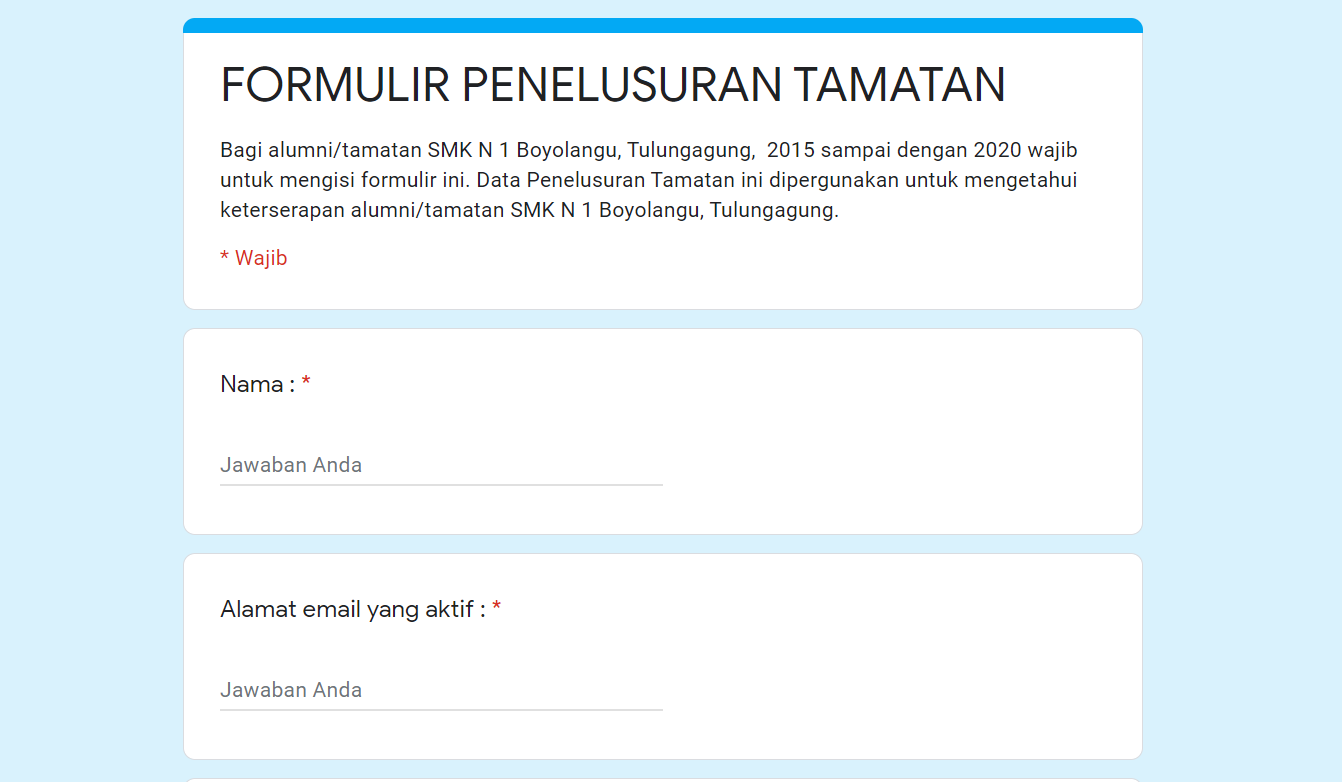 FORMULIR PENELUSURAN TAMATAN
Bagi alumni/tamatan SMK N 1 Boyolangu, Tulungagung,  2015 sampai dengan 2020 wajib
untuk mengisi formulir ini. Data Penelusuran Tamatan ini dipergunakan untuk mengetahui
keterserapan alumni/tamatan SMK N 1 Boyolangu, Tulungagung.
* Wajib
Nama : *
Jawaban Anda
Alamat email yang aktif : *
Jawaban Anda